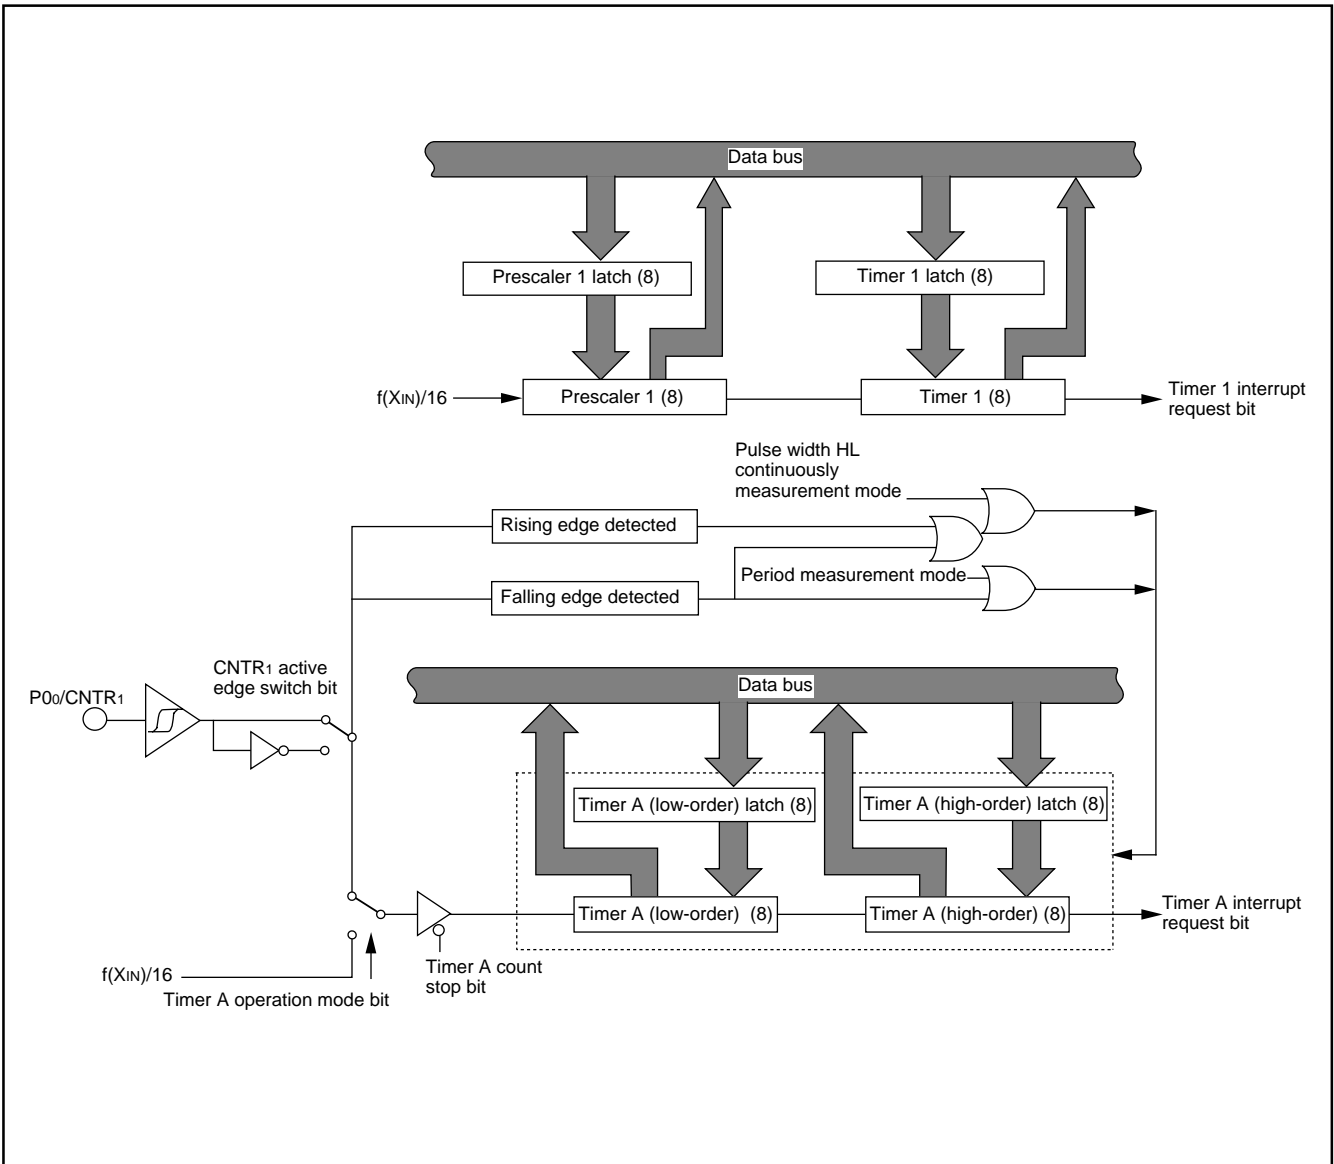 Data bus
Prescaler 1 latch (8)
Timer 1 latch (8)
f(XIN)/16
Prescaler 1 (8)
Timer 1 (8)
Timer 1 interrupt
request bit
Pulse width HL
continuously
measurement mode
Rising edge detected
Period measurement mode
Falling edge detected
CNTR1 active
edge switch bit
P00/CNTR1
Data bus
Timer A (low-order) latch (8)
Timer A (high-order) latch (8)
Timer A (low-order) (8)
Timer A (high-order) (8)
Timer A interrupt
request bit
Timer A count
stop bit
f(XIN)/16
Timer A operation mode bit